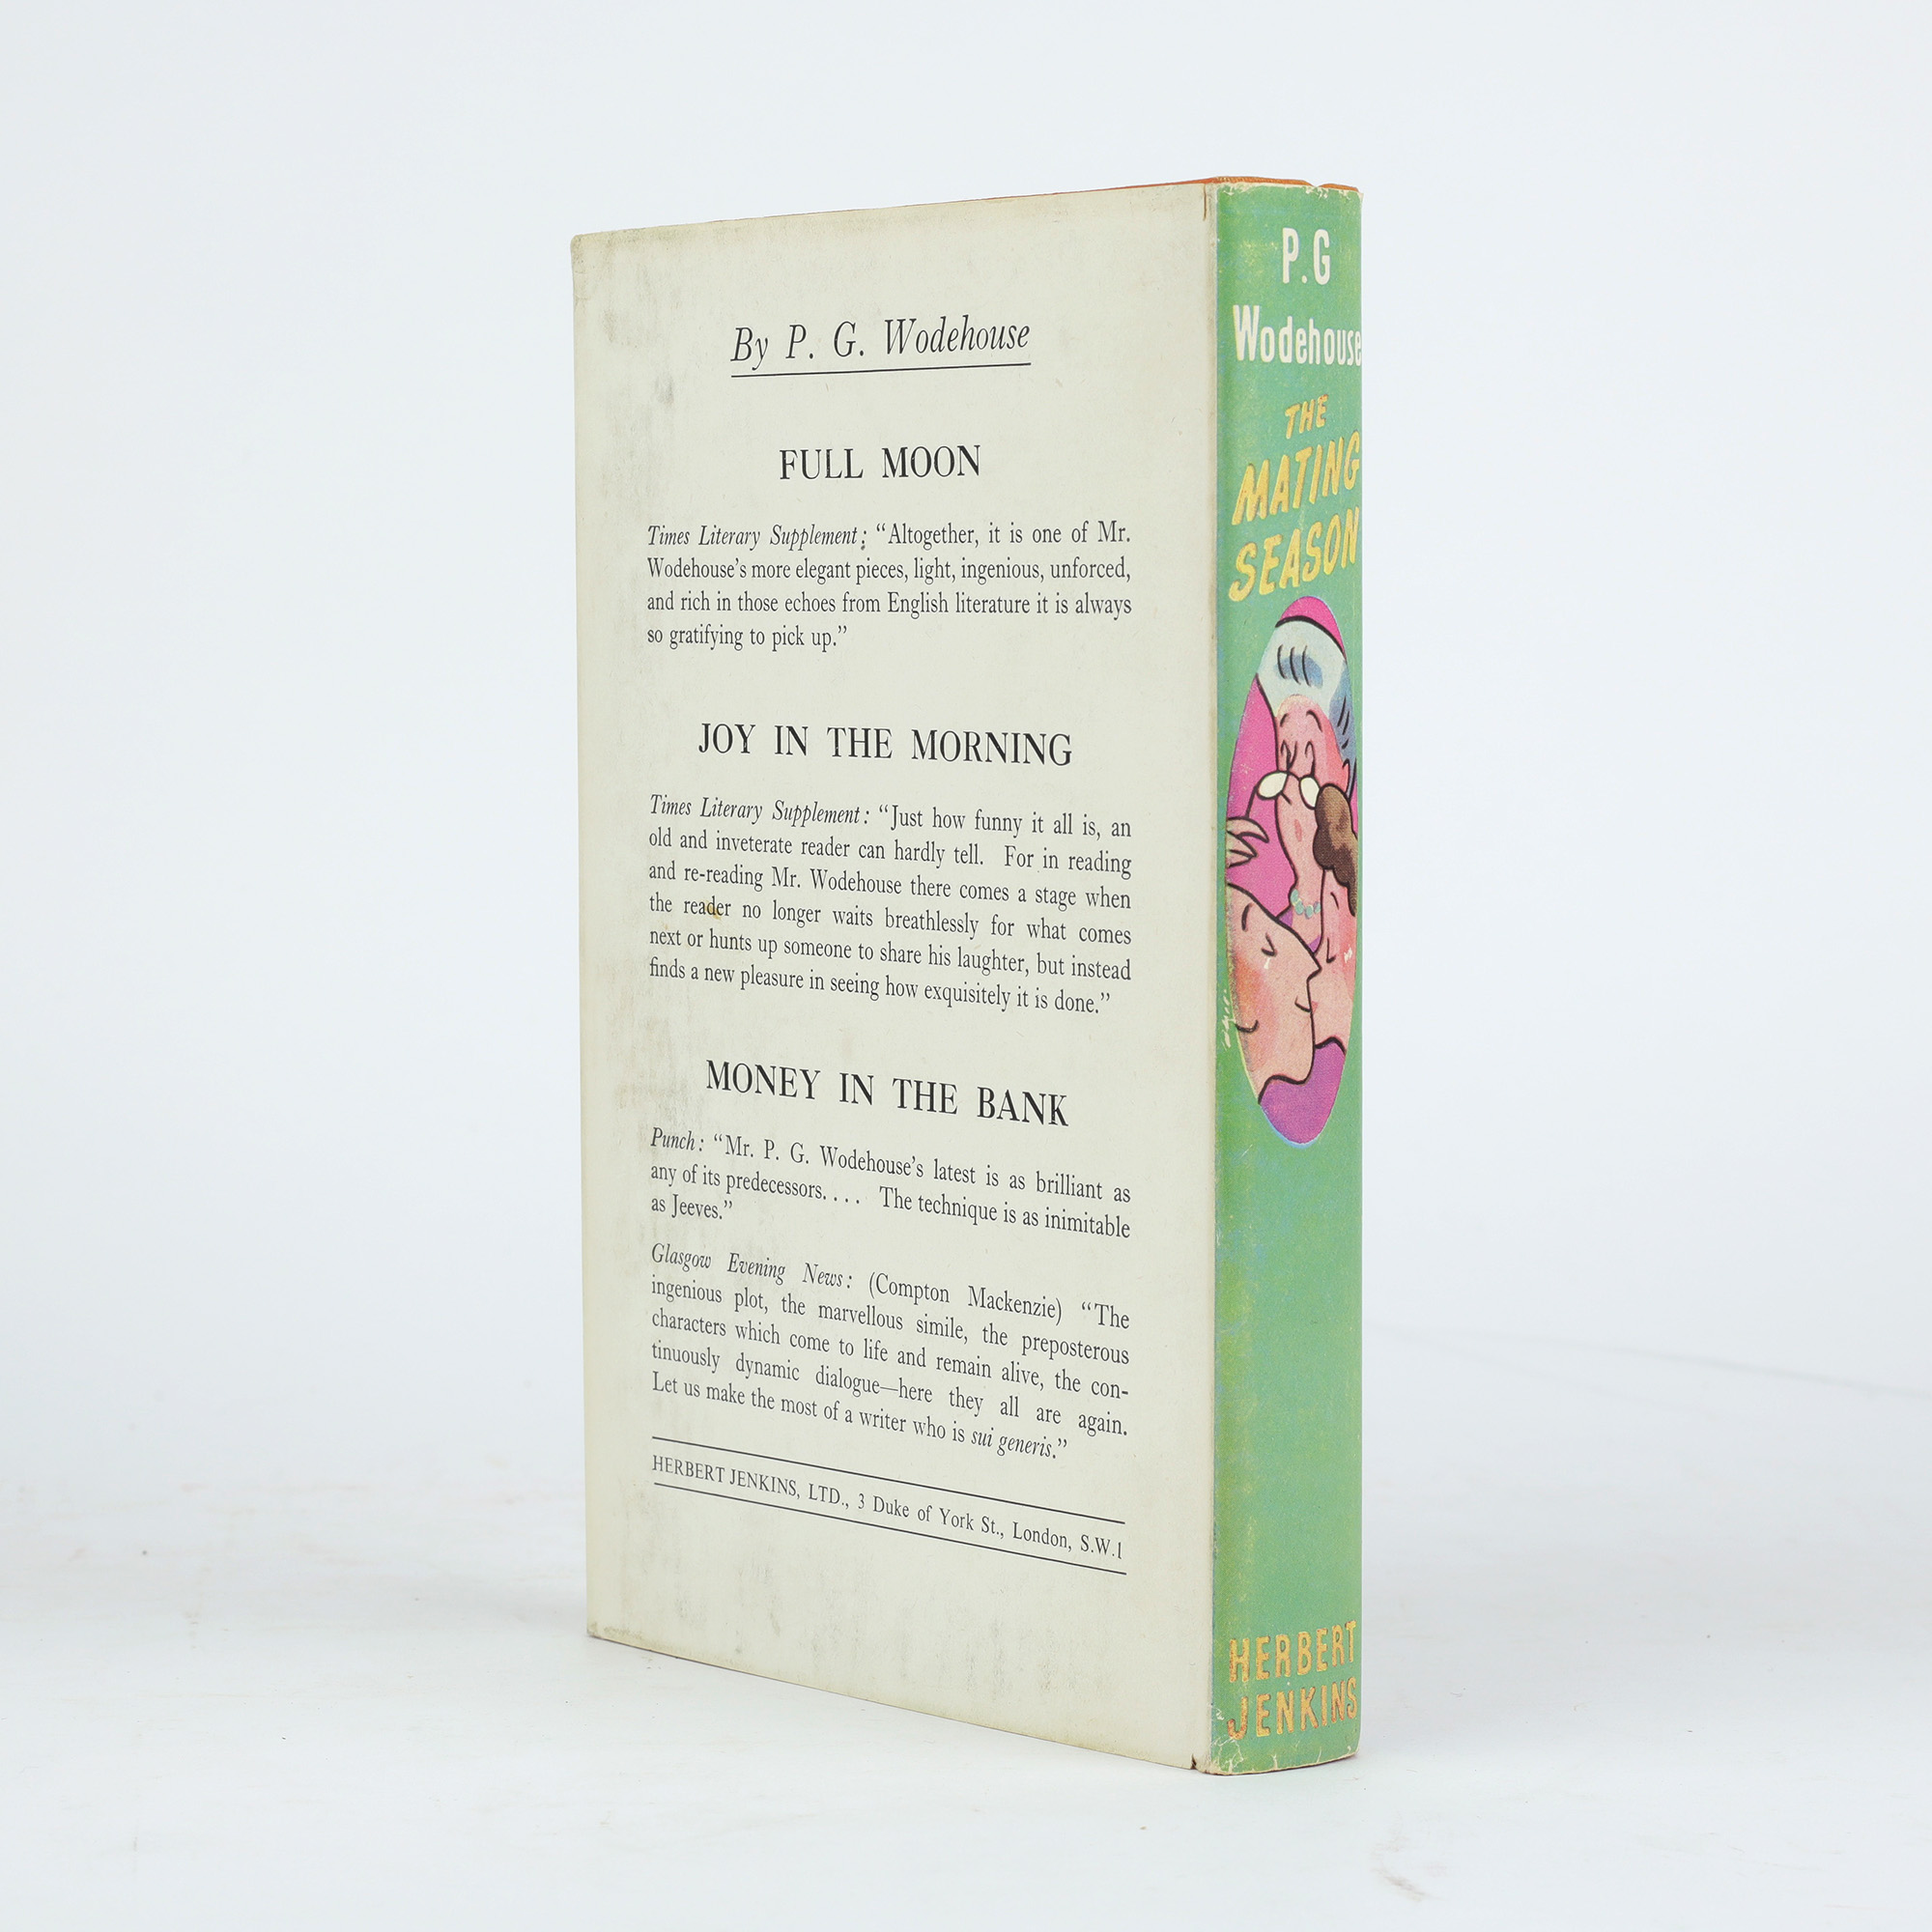 By P. G. Wodehouse
FULL MOON
Times Literary Supplement: “Altogether, it is one of Mr.
Wodehouse’s more elegant pieces, light, ingenious, unforced,
and rich in those echoes from English literature it is always
so gratifying to pick up.”
JOY IN THE MORNING
Times Literary Supplement: “Just how funny it all is, an
old and inveterate reader can hardly tell. For in reading
and re-reading Mr. Wodehouse there comes a stage when
the reader no longer waits breathlessly for what comes
next or hunts up someone to share his laughter, but instead
finds a new pleasure in seeing how exquisitely it is done.”
MONEY IN THE BANK
Punch: “Mr. P. G. Wodehouse’s latest is as brilliant as
any of its predecessors. . . . The technique is as inimitable
as Jeeves.”
Glasgow Evening News: (Compton Mackenzie) “The
ingenious plot, the marvellous simile, the preposterous
characters which come to life and remain alive, the con-
tinuously dynamic dialogue—here they all are again.
Let us make the most of a writer who is sui generis.”
HERBERT JENKINS, LTD., 3 Duke of York St., London, S.W.1
P.G
Wodehouse
THE
MATING
SEASON
HERBERT
JENKINS